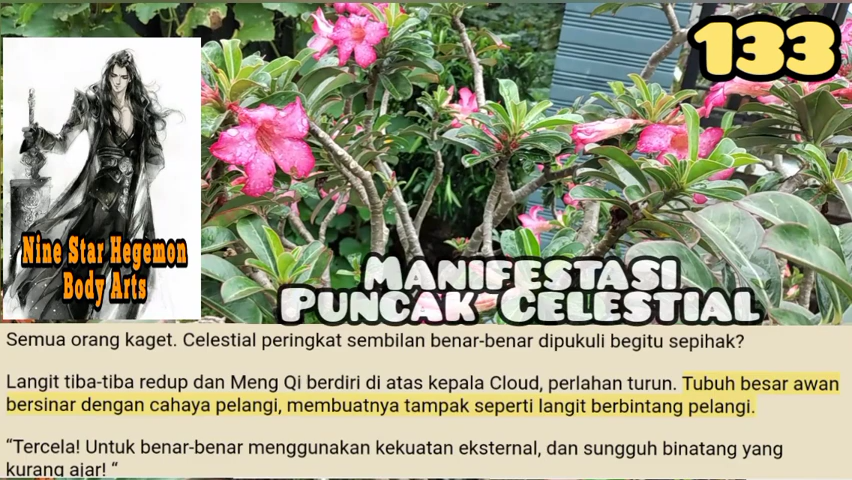 133
Nine Star Hegemon
Body Arts
Manifestasi
Puncak Celestial
Semua orang kaget. Celestial peringkat sembilan benar-benar dipukuli begitu sepihak?
Langit tiba-tiba redup dan Meng Qi berdiri di atas kepala Cloud, perlahan turun. Tubuh besar awan
bersinar dengan cahaya pelangi, membuatnya tampak seperti langit berbintang pelangi.
“Tercela! Untuk benar-benar menggunakan kekuatan eksternal, dan sungguh binatang yang
kurang ajar! “